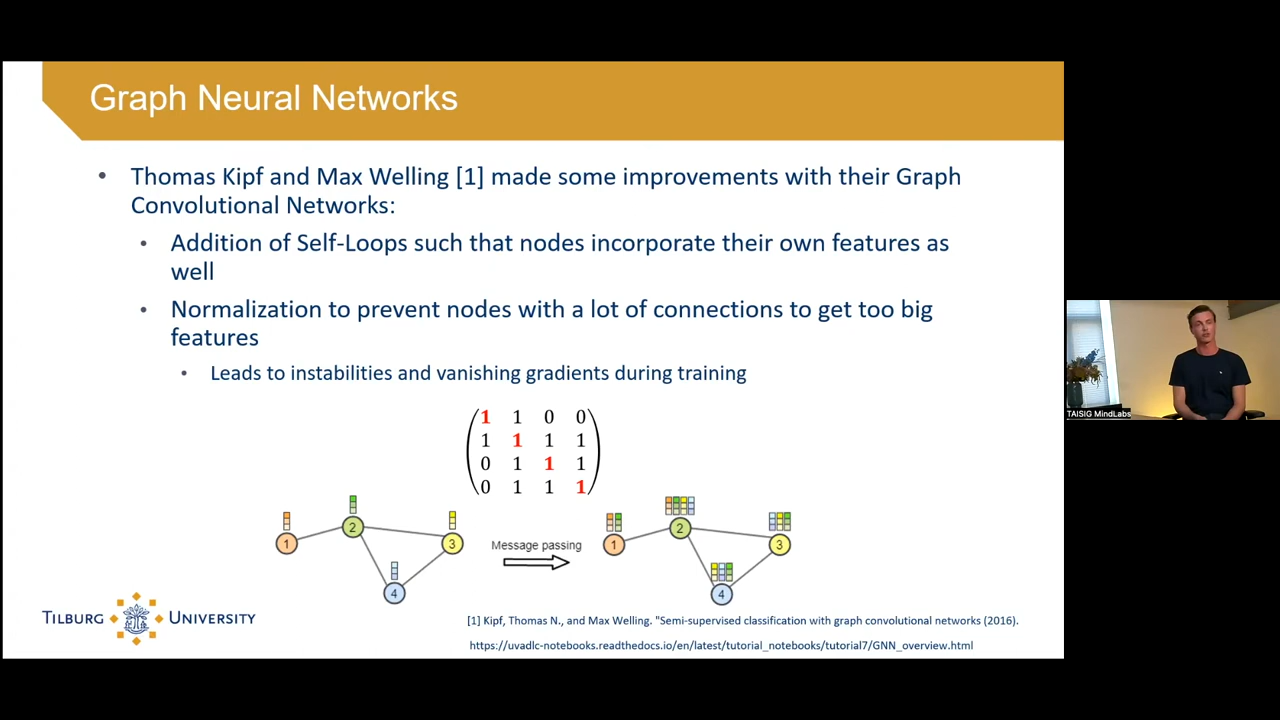 Graph Neural Networks
• Thomas Kipf and Max Welling [1] made some improvements with their Graph
Convolutional Networks:
• Addition of Self-Loops such that nodes incorporate their own features as
well
• Normalization to prevent nodes with a lot of connections to get too big
features
• Leads to instabilities and vanishing gradients during training
1 1 0 0
1 1 1 1
0 1 1 1
0 1 1 1
1 2 3 4
Message passing
1 2 3 4
TILBURG UNIVERSITY
[1] Kipf, Thomas N., and Max Welling. "Semi-supervised classification with graph convolutional networks (2016).
https://uvadlc-notebooks.readthedocs.io/en/latest/tutorial_notebooks/tutorial7/GNN_overview.html
TAISIG MindLabs